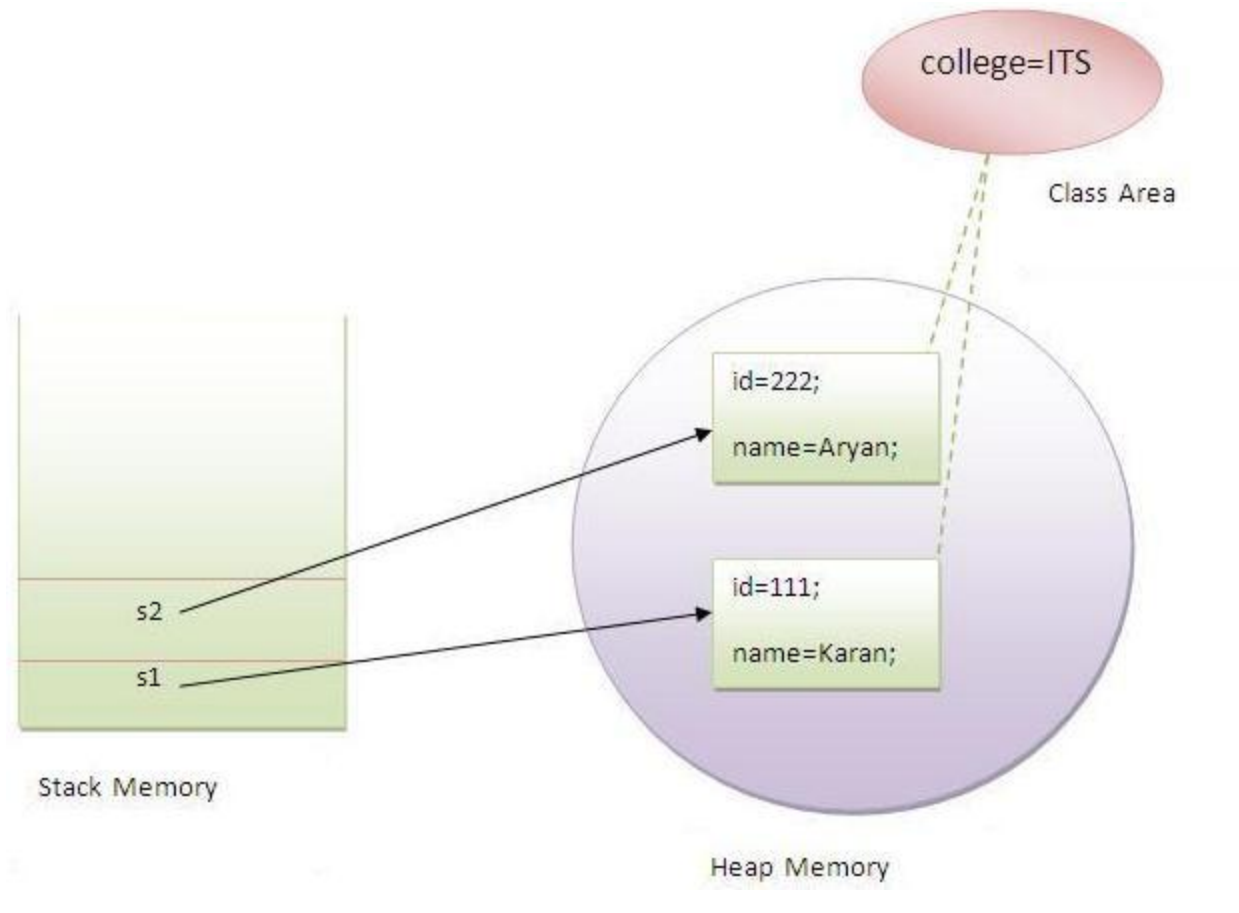 college=ITS
Class Area
id=222;
name=Aryan;
s2
id=111;
name=Karan;
s1
Stack Memory
Heap Memory